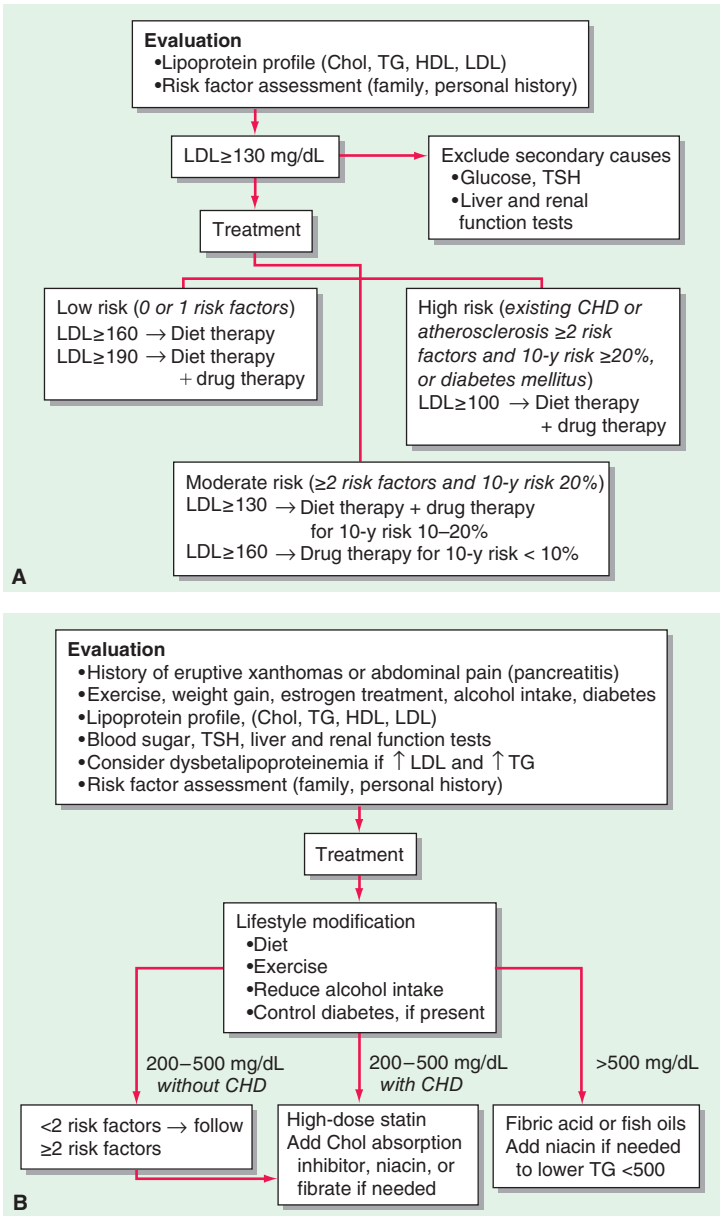 Evaluation
•Lipoprotein profile (Chol, TG, HDL, LDL)
•Risk factor assessment (family, personal history)
LDL≥130 mg/dL
Exclude secondary causes
•Glucose, TSH
•Liver and renal
function tests
Treatment
Low risk (0 or 1 risk factors)
LDL≥160 → Diet therapy
LDL≥190 → Diet therapy
+ drug therapy
High risk (existing CHD or
atherosclerosis ≥2 risk
factors and 10-y risk ≥20%,
or diabetes mellitus)
LDL≥100 → Diet therapy
+ drug therapy
Moderate risk (≥2 risk factors and 10-y risk 20%)
LDL≥130 → Diet therapy + drug therapy
for 10-y risk 10–20%
LDL≥160 → Drug therapy for 10-y risk < 10%
A
Evaluation
•History of eruptive xanthomas or abdominal pain (pancreatitis)
•Exercise, weight gain, estrogen treatment, alcohol intake, diabetes
•Lipoprotein profile, (Chol, TG, HDL, LDL)
•Blood sugar, TSH, liver and renal function tests
•Consider dysbetalipoproteinemia if ↑ LDL and ↑ TG
•Risk factor assessment (family, personal history)
Treatment
Lifestyle modification
•Diet
•Exercise
•Reduce alcohol intake
•Control diabetes, if present
200–500 mg/dL
without CHD
200–500 mg/dL
with CHD
>500 mg/dL
<2 risk factors → follow
≥2 risk factors
High-dose statin
Add Chol absorption
inhibitor, niacin, or
fibrate if needed
Fibric acid or fish oils
Add niacin if needed
to lower TG <500
B